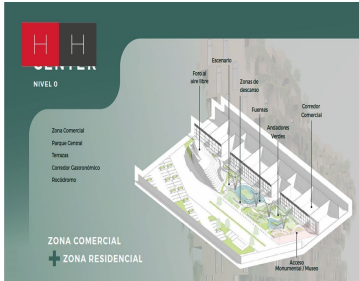 H H
CENTER
NIVEL 0
Zona Comercial
Parque Central
Terrazas
Corredor Gastronómico
Rocódromo
ZONA COMERCIAL
+ ZONA RESIDENCIAL
Escenario
Foro al
aire libre
Zonas de
descanso
Fuentes
Corredor
Comercial
Andadores
Verdes
Acceso
Monumental / Museo